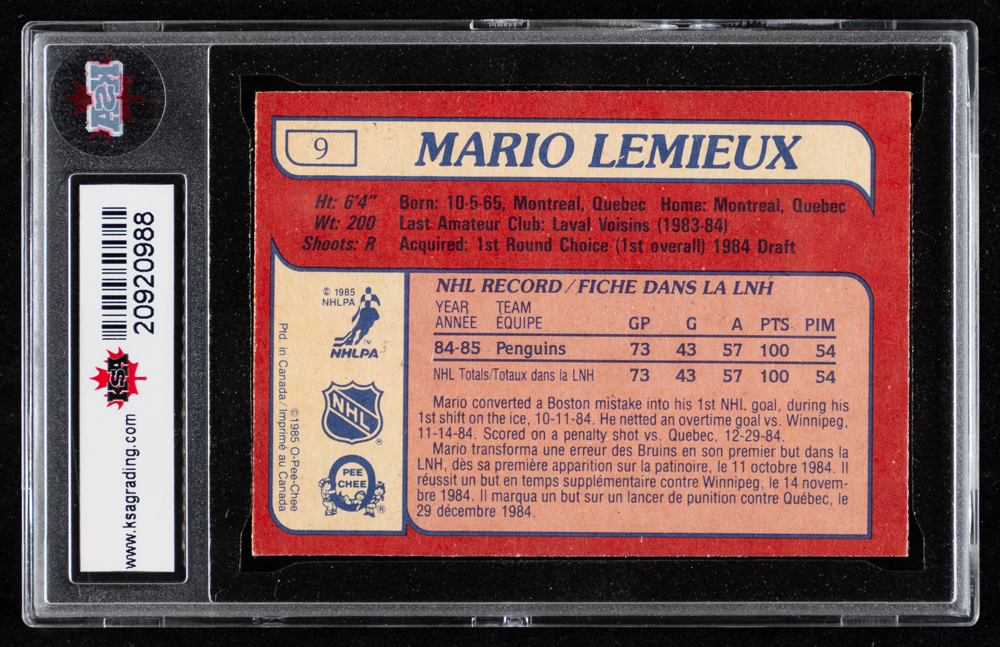 KSA
20920988
KSA
www.ksagrading.com
9
MARIO LEMIEUX
Ht: 6'4" Born: 10-5-65, Montreal, Quebec Home: Montreal, Quebec
Wt: 200 Last Amateur Club: Laval Voisins (1983-84)
Shoots: R Acquired: 1st Round Choice (1st overall) 1984 Draft
© 1985
NHLPA
TM
NHLPA
NHL
®
PEE
CHEE
®
©1985 O-Pee-Chee
Ptd. in Canada/Imprimé au Canada
NHL RECORD/FICHE DANS LA LNH
YEAR TEAM
ANNÉE ÉQUIPE GP G A PTS PIM
84-85 Penguins 73 43 57 100 54
NHL Totals/Totaux dans la LNH 73 43 57 100 54
Mario converted a Boston mistake into his 1st NHL goal, during his
1st shift on the ice, 10-11-84. He netted an overtime goal vs. Winnipeg,
11-14-84. Scored on a penalty shot vs. Quebec, 12-29-84.
Mario transforma une erreur des Bruins en son premier but dans la
LNH, dès sa première apparition sur la patinoire, le 11 octobre 1984. Il
réussit un but en temps supplémentaire contre Winnipeg, le 14 novem-
bre 1984. Il marqua un but sur un lancer de punition contre Québec, le
29 décembre 1984.